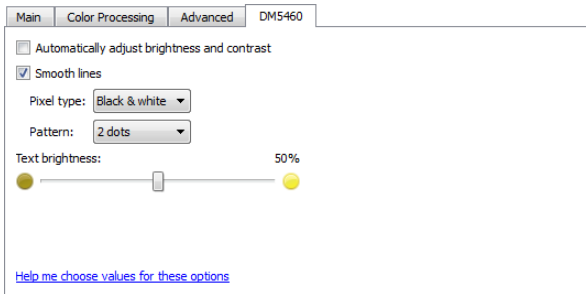 Main Color Processing Advanced DM5460
Automatically adjust brightness and contrast
Smooth lines
Pixel type: Black & white
Pattern: 2 dots
Text brightness: 50%
Help me choose values for these options